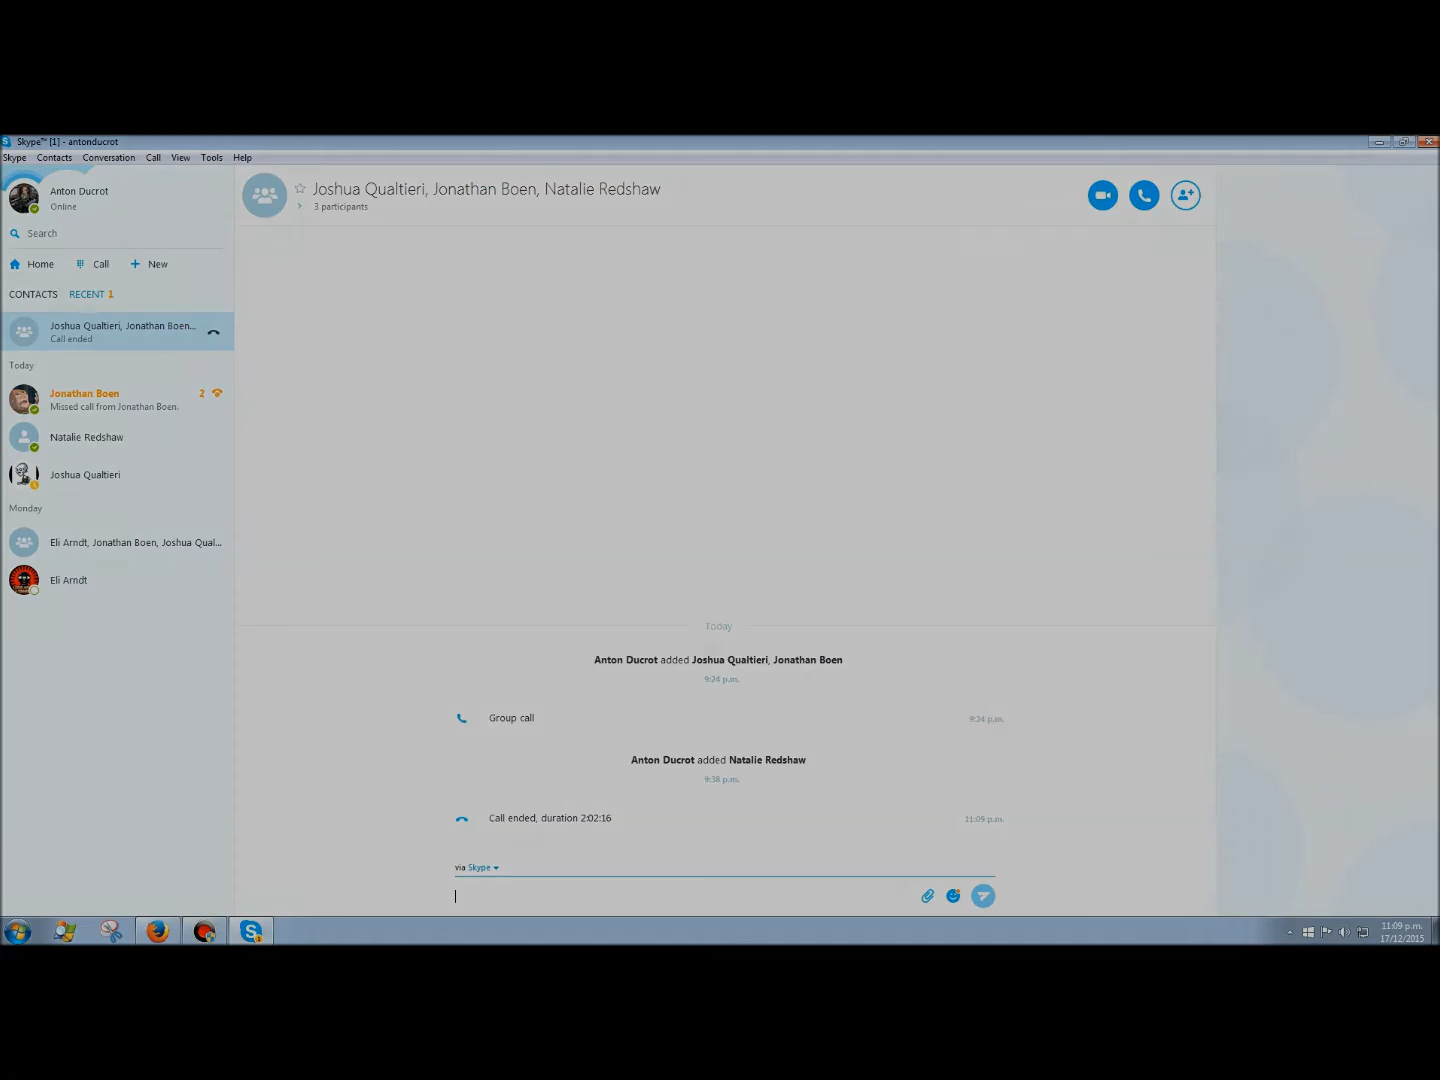 Skype™ [1] - antonducrot
Skype Contacts Conversation Call View Tools Help
Anton Ducrot
Online
Search
Home Call New
CONTACTS RECENT 1
Joshua Qualtieri, Jonathan Boen...
Call ended
Today
Jonathan Boen 2
Missed call from Jonathan Boen.
Natalie Redshaw
Joshua Qualtieri
Monday
Eli Arndt, Jonathan Boen, Joshua Qual...
Eli Arndt
Joshua Qualtieri, Jonathan Boen, Natalie Redshaw
3 participants
Today
Anton Ducrot added Joshua Qualtieri, Jonathan Boen
9:24 p.m.
Group call 9:24 p.m.
Anton Ducrot added Natalie Redshaw
9:38 p.m.
Call ended, duration 2:02:16 11:09 p.m.
via Skype
11:09 p.m.
17/12/2015